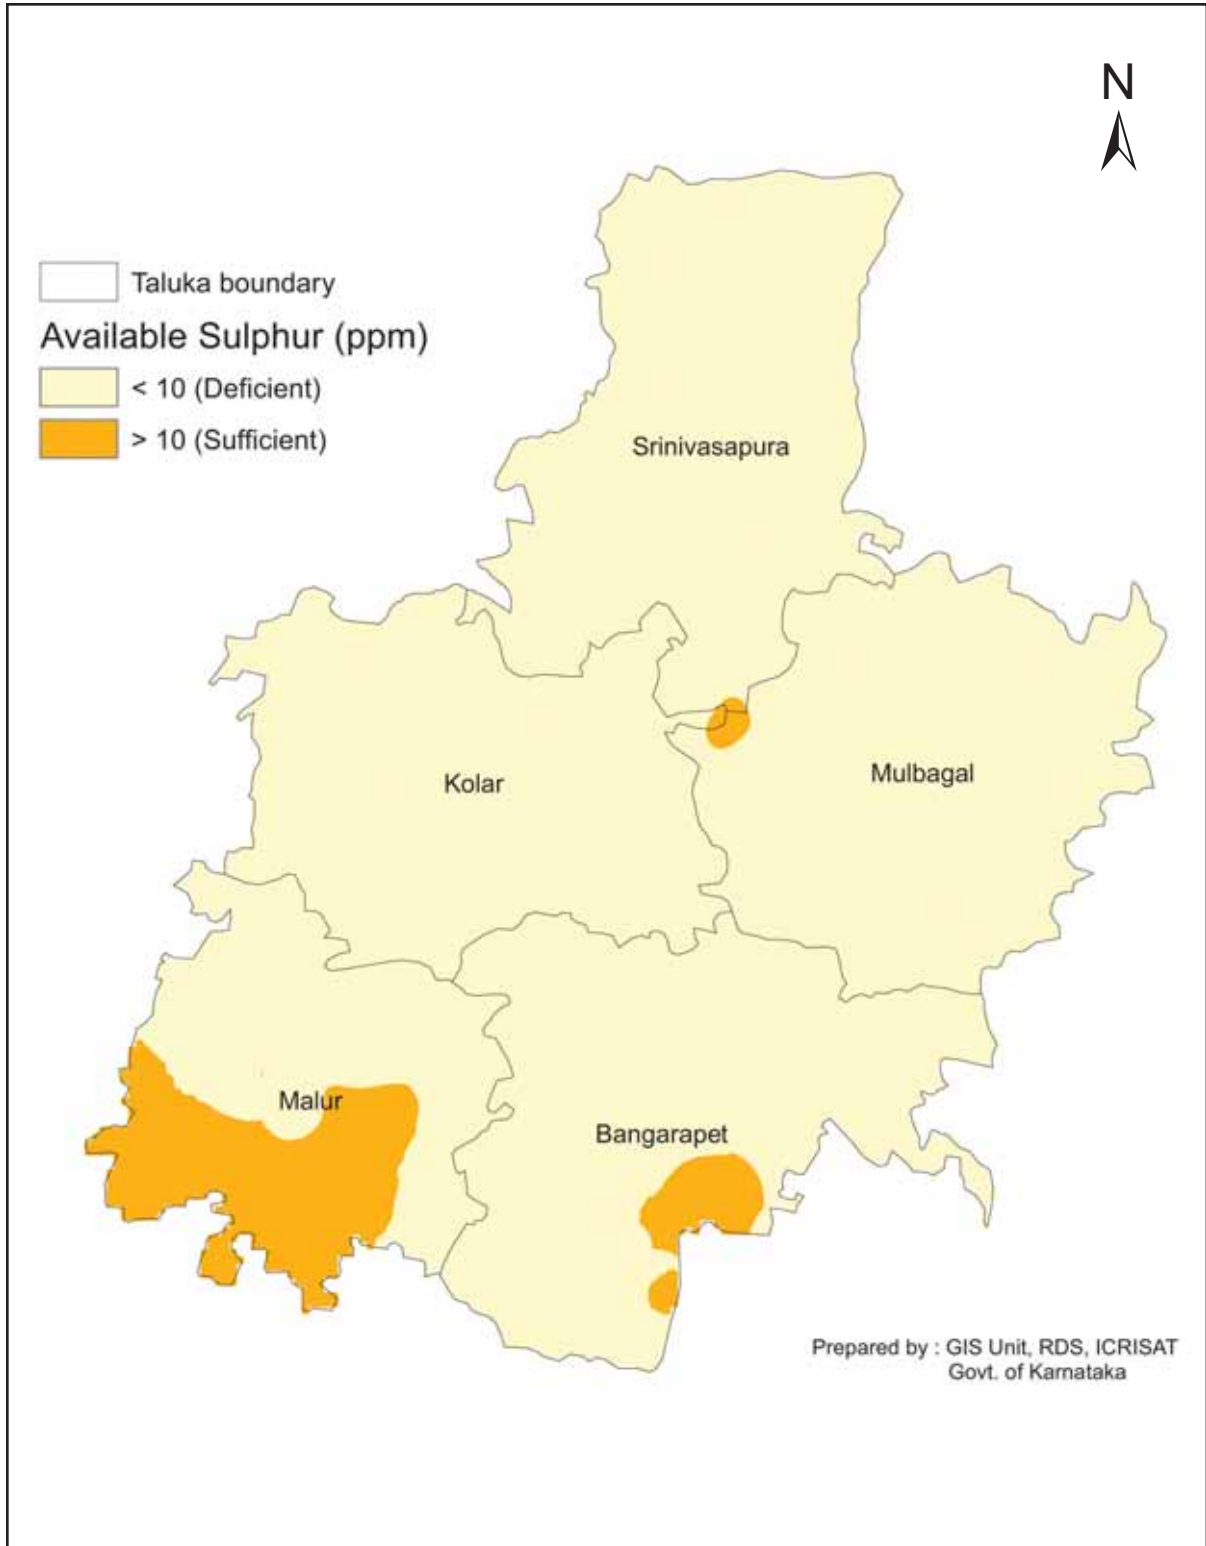 N
Taluka boundary
Available Sulphur (ppm)
< 10 (Deficient)
> 10 (Sufficient)
Srinivasapura
Kolar
Mulbagal
Malur
Bangarapet
Prepared by : GIS Unit, RDS, ICRISAT
Govt. of Karnataka